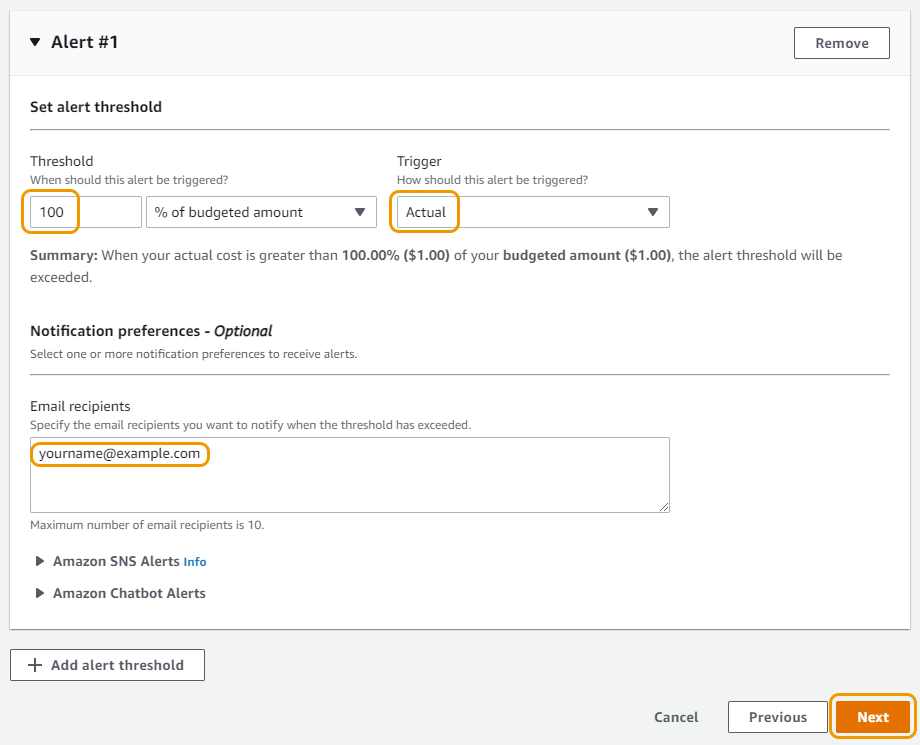 Alert #1
Remove
Set alert threshold
Threshold
Trigger
When should this alert be triggered?
How should this alert be triggered?
100
% of budgeted amount
Actual
Summary: When your actual cost is greater than 100.00% ($1.00) of your budgeted amount ($1.00), the alert threshold will be
exceeded.
Notification preferences - Optional
Select one or more notification preferences to receive alerts.
Email recipients
Specify the email recipients you want to notify when the threshold has exceeded.
yourname@example.com
Maximum number of email recipients is 10.
Amazon SNS Alerts Info
Amazon Chatbot Alerts
Add alert threshold
Cancel
Previous
Next